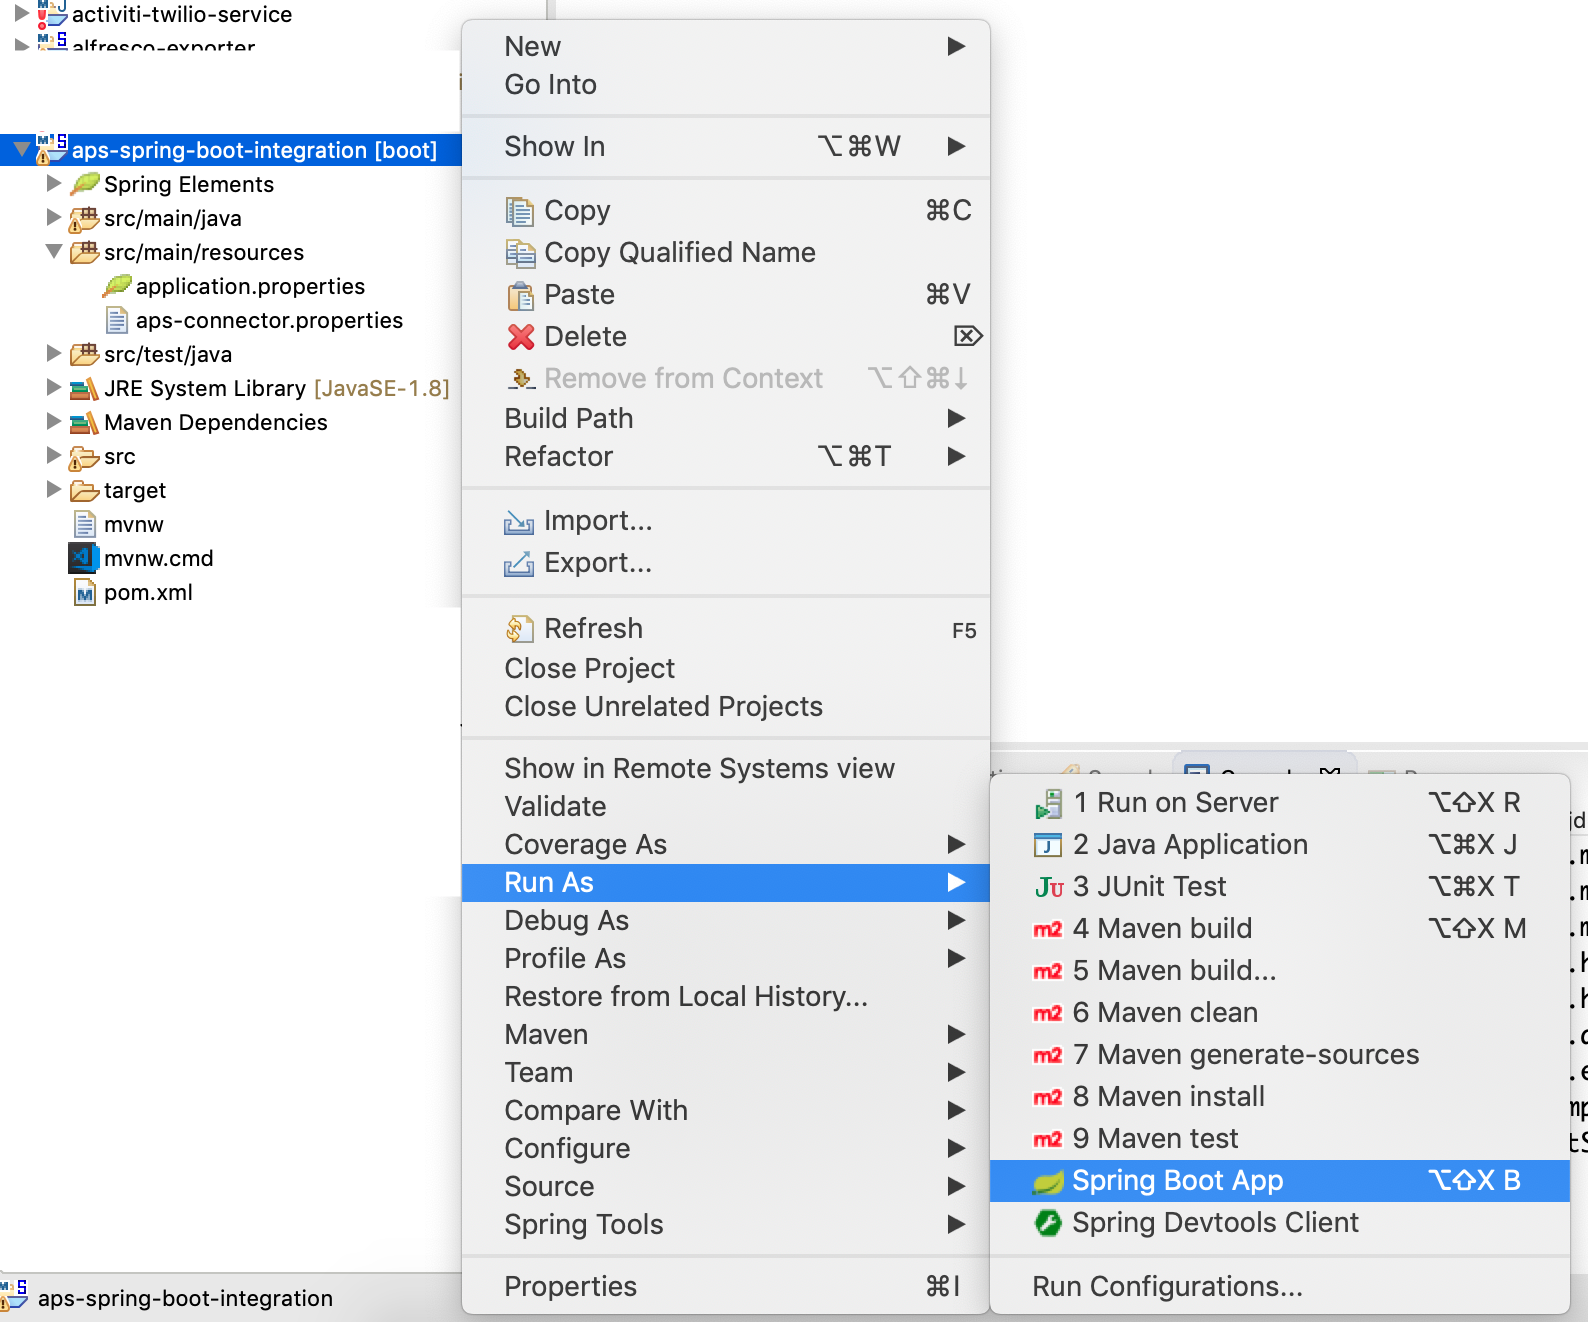 activiti-twilio-service
alfresco-exporter
aps-spring-boot-integration [boot]
Spring Elements
src/main/java
src/main/resources
application.properties
aps-connector.properties
src/test/java
JRE System Library [JavaSE-1.8]
Maven Dependencies
src
target
mvnw
mvnw.cmd
pom.xml
aps-spring-boot-integration
New
Go Into
Show In ⌥⌘W
Copy ⌘C
Copy Qualified Name
Paste ⌘V
Delete ⌦
Remove from Context ⌥⇧⌘↓
Build Path
Refactor ⌥⌘T
Import...
Export...
Refresh F5
Close Project
Close Unrelated Projects
Show in Remote Systems view
Validate
Coverage As
Run As
Debug As
Profile As
Restore from Local History...
Maven
Team
Compare With
Configure
Source
Spring Tools
Properties ⌘I
1 Run on Server ⌥⇧X R
2 Java Application ⌥⌘X J
3 JUnit Test ⌥⌘X T
4 Maven build ⌥⇧X M
5 Maven build...
6 Maven clean
7 Maven generate-sources
8 Maven install
9 Maven test
Spring Boot App ⌥⇧X B
Spring Devtools Client
Run Configurations...